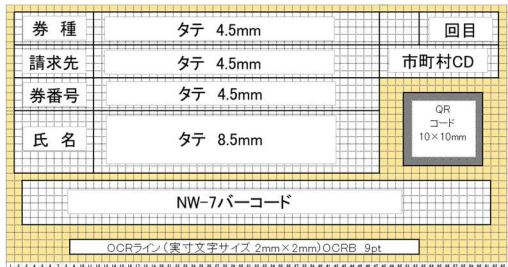 券 種 タテ 4.5mm 回目
請求先 タテ 4.5mm 市町村CD
券番号 タテ 4.5mm
氏 名 タテ 8.5mm
QR
コード
10×10mm
NW-7バーコード
OCRライン(実寸文字サイズ 2mm×2mm)OCRB 9pt